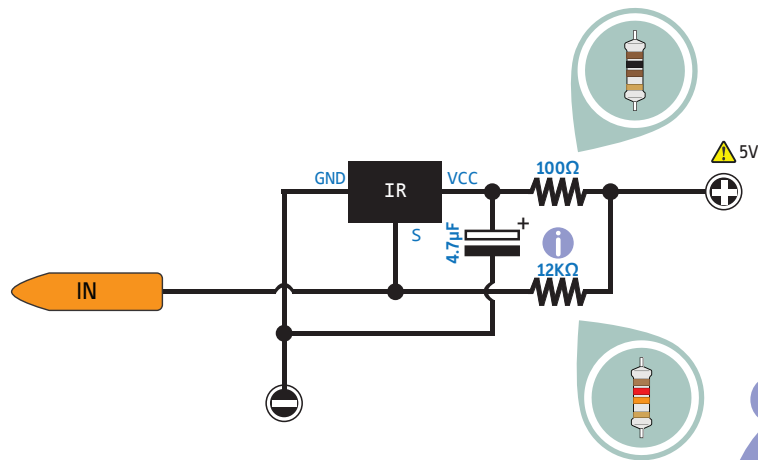 100Ω
5V
GND
IR
VCC
S
4.7µF
+
i
12KΩ
IN